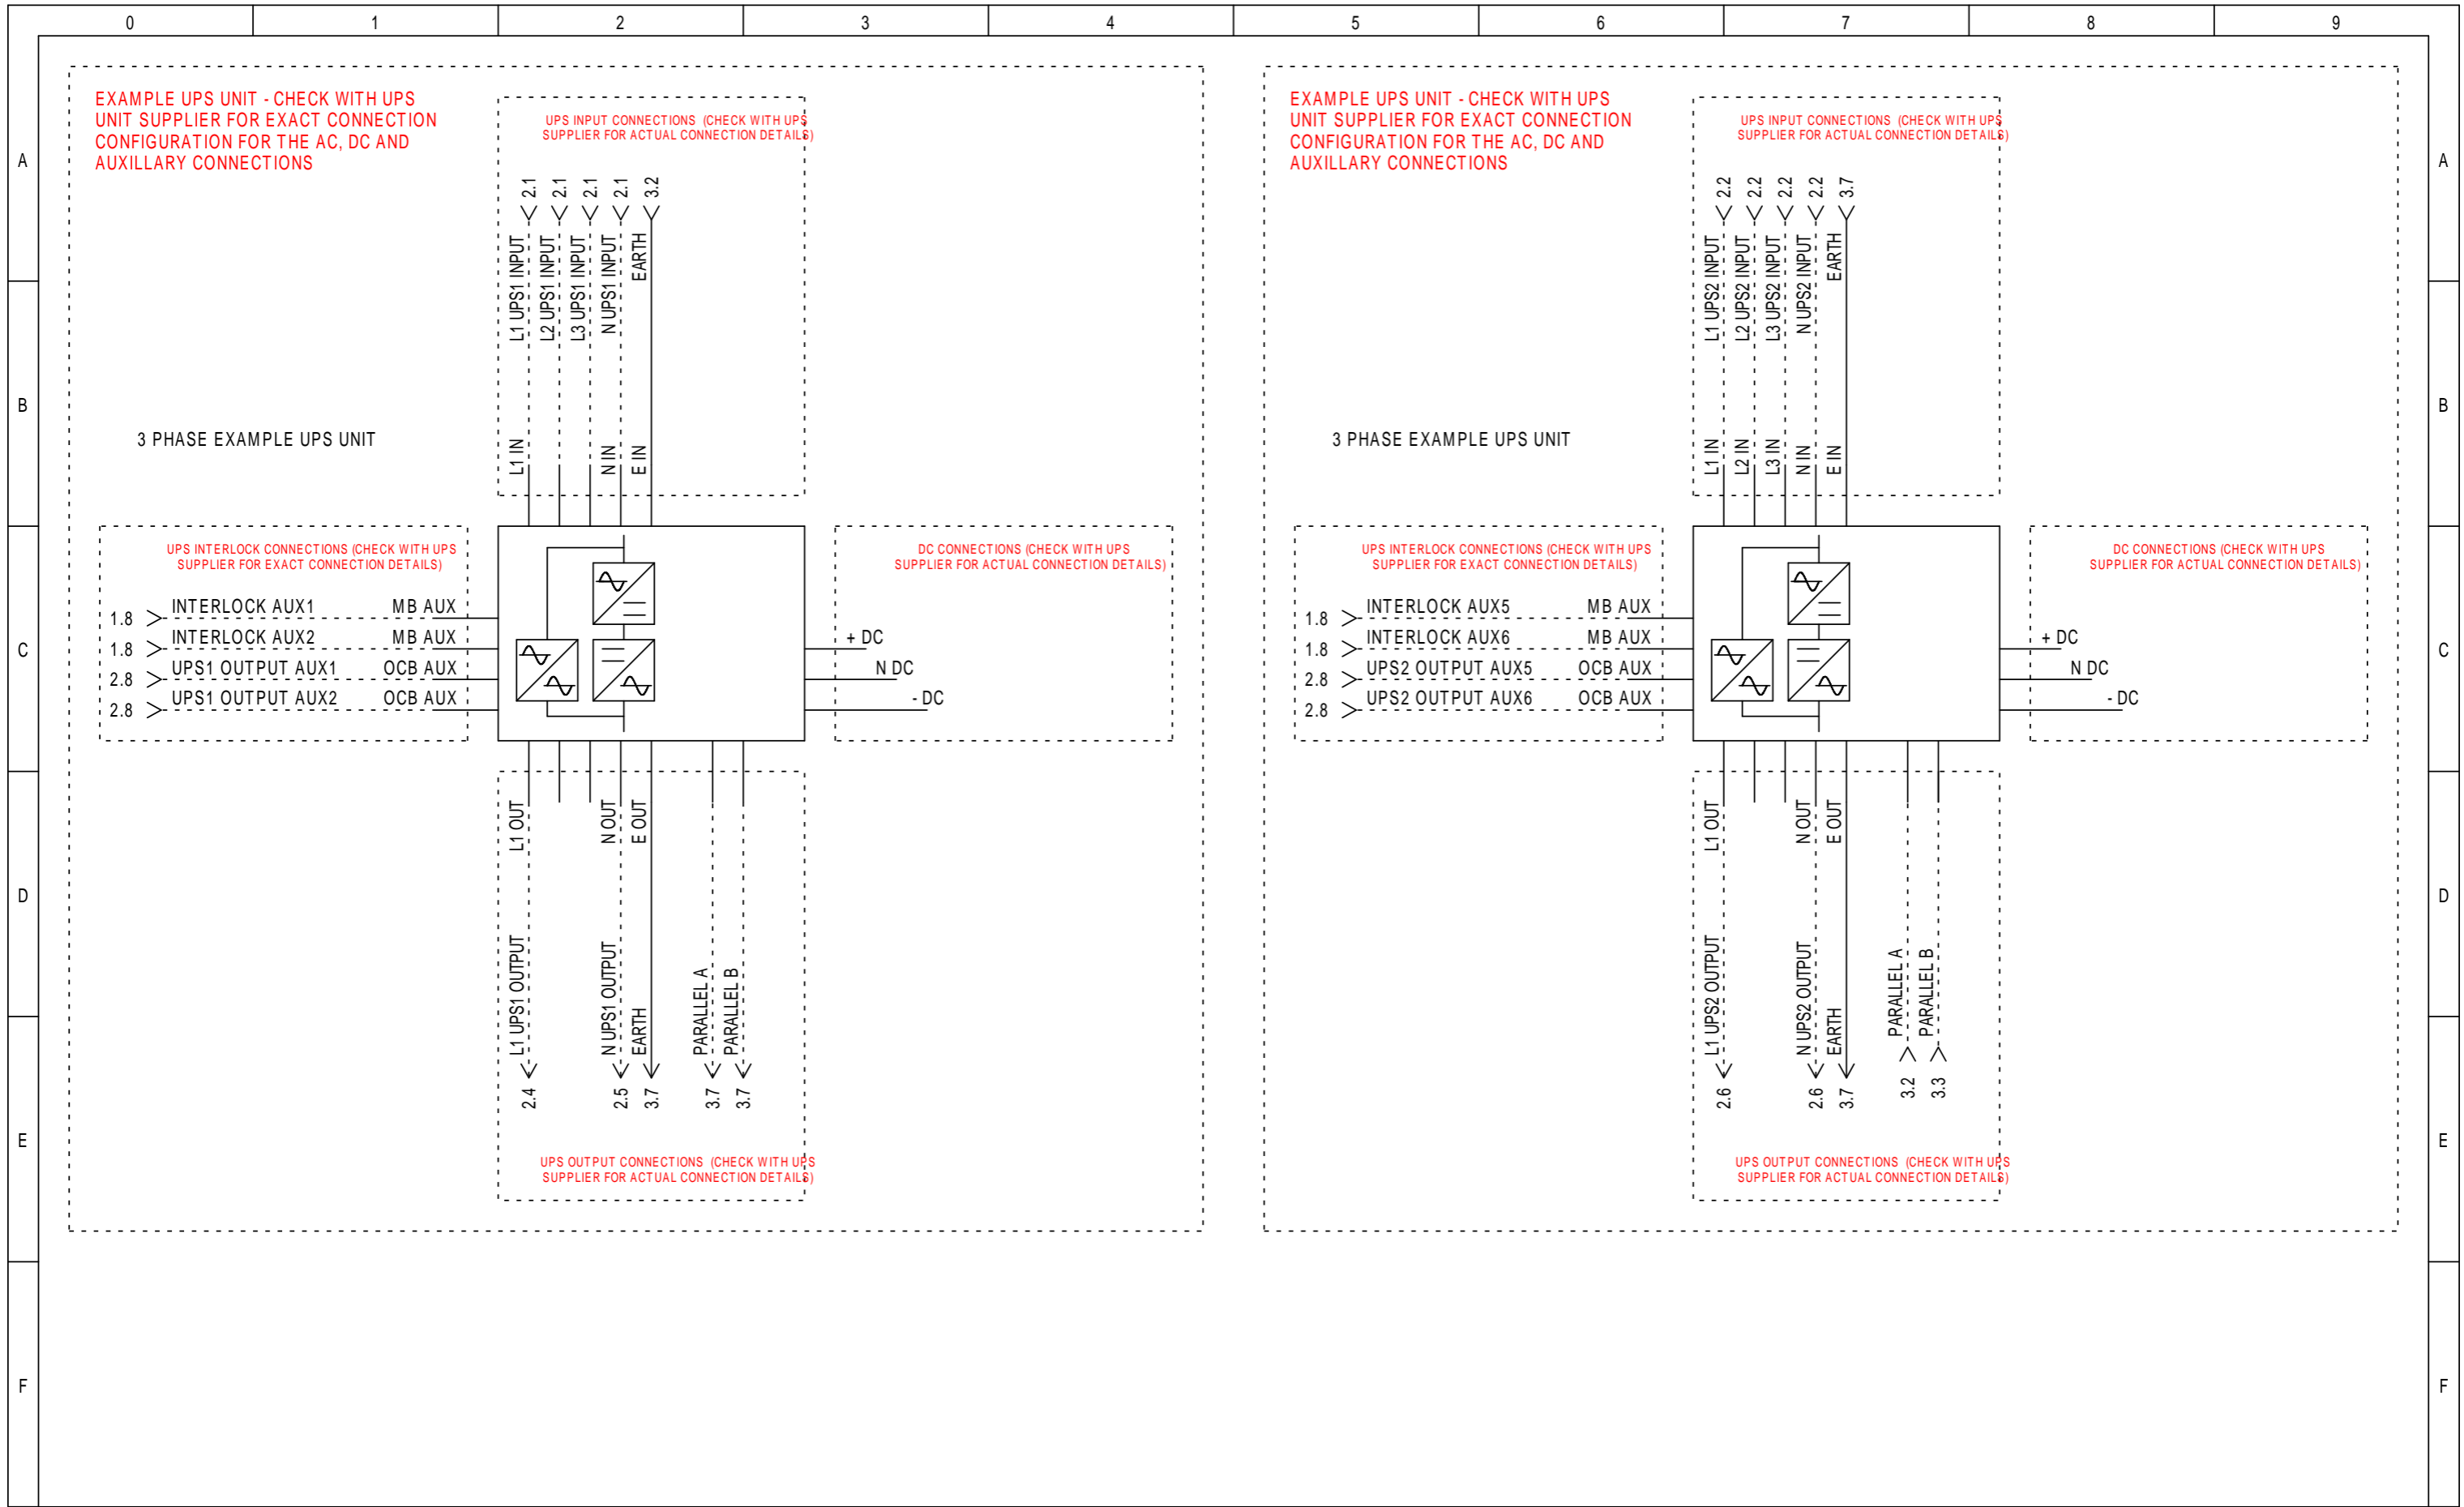 0 1 2 3 4 5 6 7 8 9
A
B
C
D
E
F
EXAMPLE UPS UNIT - CHECK WITH UPS
UNIT SUPPLIER FOR EXACT CONNECTION
CONFIGURATION FOR THE AC, DC AND
AUXILLARY CONNECTIONS
UPS INPUT CONNECTIONS (CHECK WITH UPS
SUPPLIER FOR ACTUAL CONNECTION DETAILS)
2.1
2.1
2.1
2.1
3.2
L1 UPS1 INPUT
L2 UPS1 INPUT
L3 UPS1 INPUT
N UPS1 INPUT
EARTH
3 PHASE EXAMPLE UPS UNIT
L1 IN
N IN
E IN
UPS INTERLOCK CONNECTIONS (CHECK WITH UPS
SUPPLIER FOR EXACT CONNECTION DETAILS)
1.8 INTERLOCK AUX1 MB AUX
1.8 INTERLOCK AUX2 MB AUX
2.8 UPS1 OUTPUT AUX1 OCB AUX
2.8 UPS1 OUTPUT AUX2 OCB AUX
DC CONNECTIONS (CHECK WITH UPS
SUPPLIER FOR ACTUAL CONNECTION DETAILS)
+ DC
N DC
- DC
L1 OUT
N OUT
E OUT
L1 UPS1 OUTPUT
N UPS1 OUTPUT
EARTH
PARALLEL A
PARALLEL B
2.4
2.5
3.7
3.7
3.7
UPS OUTPUT CONNECTIONS (CHECK WITH UPS
SUPPLIER FOR ACTUAL CONNECTION DETAILS)
EXAMPLE UPS UNIT - CHECK WITH UPS
UNIT SUPPLIER FOR EXACT CONNECTION
CONFIGURATION FOR THE AC, DC AND
AUXILLARY CONNECTIONS
UPS INPUT CONNECTIONS (CHECK WITH UPS
SUPPLIER FOR ACTUAL CONNECTION DETAILS)
2.2
2.2
2.2
2.2
3.7
L1 UPS2 INPUT
L2 UPS2 INPUT
L3 UPS2 INPUT
N UPS2 INPUT
EARTH
3 PHASE EXAMPLE UPS UNIT
L1 IN
L2 IN
L3 IN
N IN
E IN
UPS INTERLOCK CONNECTIONS (CHECK WITH UPS
SUPPLIER FOR EXACT CONNECTION DETAILS)
1.8 INTERLOCK AUX5 MB AUX
1.8 INTERLOCK AUX6 MB AUX
2.8 UPS2 OUTPUT AUX5 OCB AUX
2.8 UPS2 OUTPUT AUX6 OCB AUX
DC CONNECTIONS (CHECK WITH UPS
SUPPLIER FOR ACTUAL CONNECTION DETAILS)
+ DC
N DC
- DC
L1 OUT
N OUT
E OUT
L1 UPS2 OUTPUT
N UPS2 OUTPUT
EARTH
PARALLEL A
PARALLEL B
2.6
2.6
3.7
3.2
3.3
UPS OUTPUT CONNECTIONS (CHECK WITH UPS
SUPPLIER FOR ACTUAL CONNECTION DETAILS)
A
B
C
D
E
F